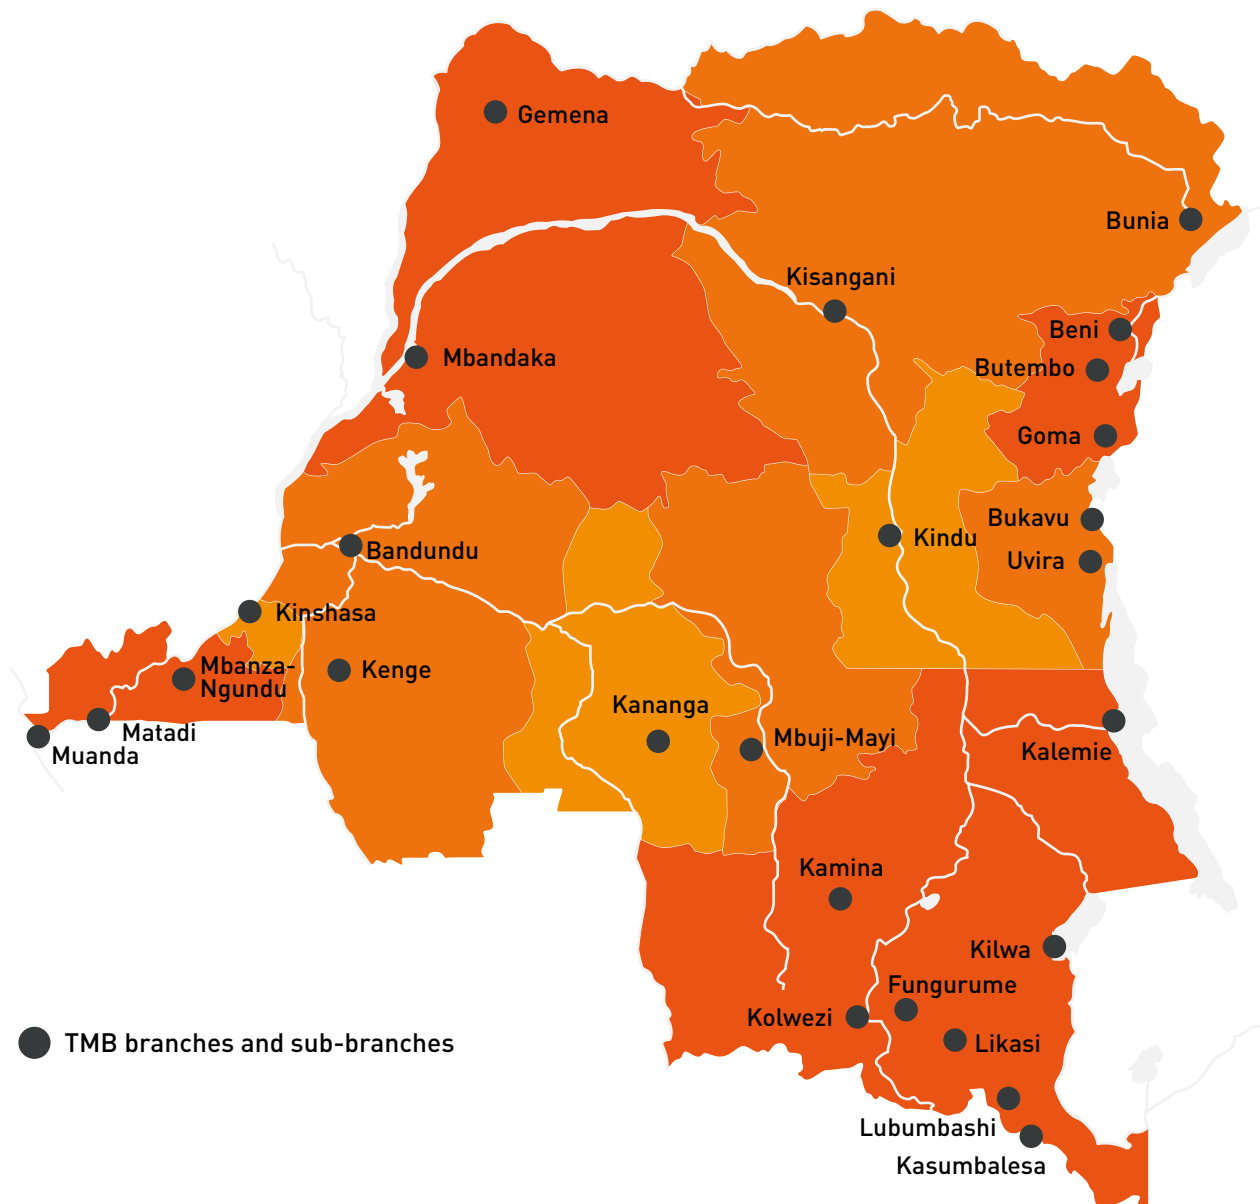 Gemena
Bunia
Kisangani
Beni
Mbandaka
Butembo
Goma
Bukavu
Kindu
Bandundu
Uvira
Kinshasa
Mbanza-
Ngundu
Kenge
Kananga
Matadi
Mbuji-Mayi
Muanda
Kalemie
Kamina
Kilwa
Fungurume
Kolwezi
TMB branches and sub-branches
Likasi
Lubumbashi
Kasumbalesa